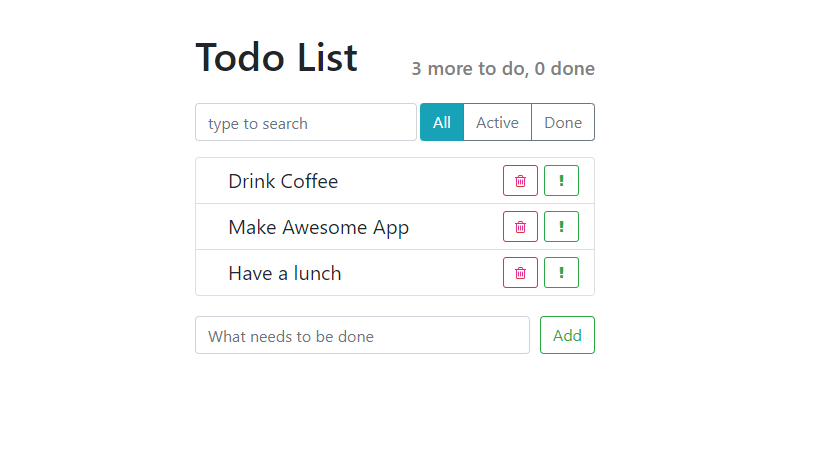 Todo List
3 more to do, 0 done
type to search
All
Active
Done
Drink Coffee
!
Make Awesome App
!
Have a lunch
!
What needs to be done
Add